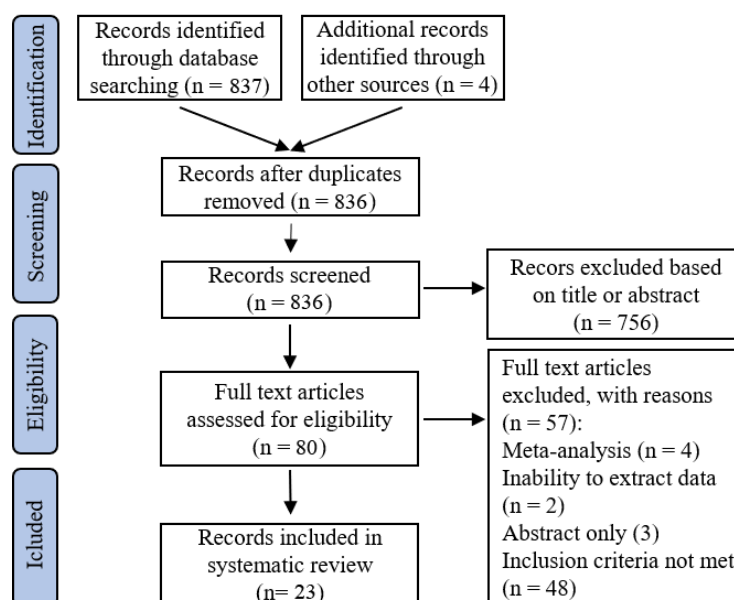 Identification
Records identified
through database
searching (n = 837)
Additional records
identified through
other sources (n = 4)
Screening
Records after duplicates
removed (n = 836)
Records screened
(n = 836)
Recors excluded based
on title or abstract
(n = 756)
Eligibility
Full text articles
assessed for eligibility
(n = 80)
Full text articles
excluded, with reasons
(n = 57):
Meta-analysis (n = 4)
Inability to extract data
(n = 2)
Abstract only (3)
Inclusion criteria not met
(n = 48)
Icluded
Records included in
systematic review
(n= 23)